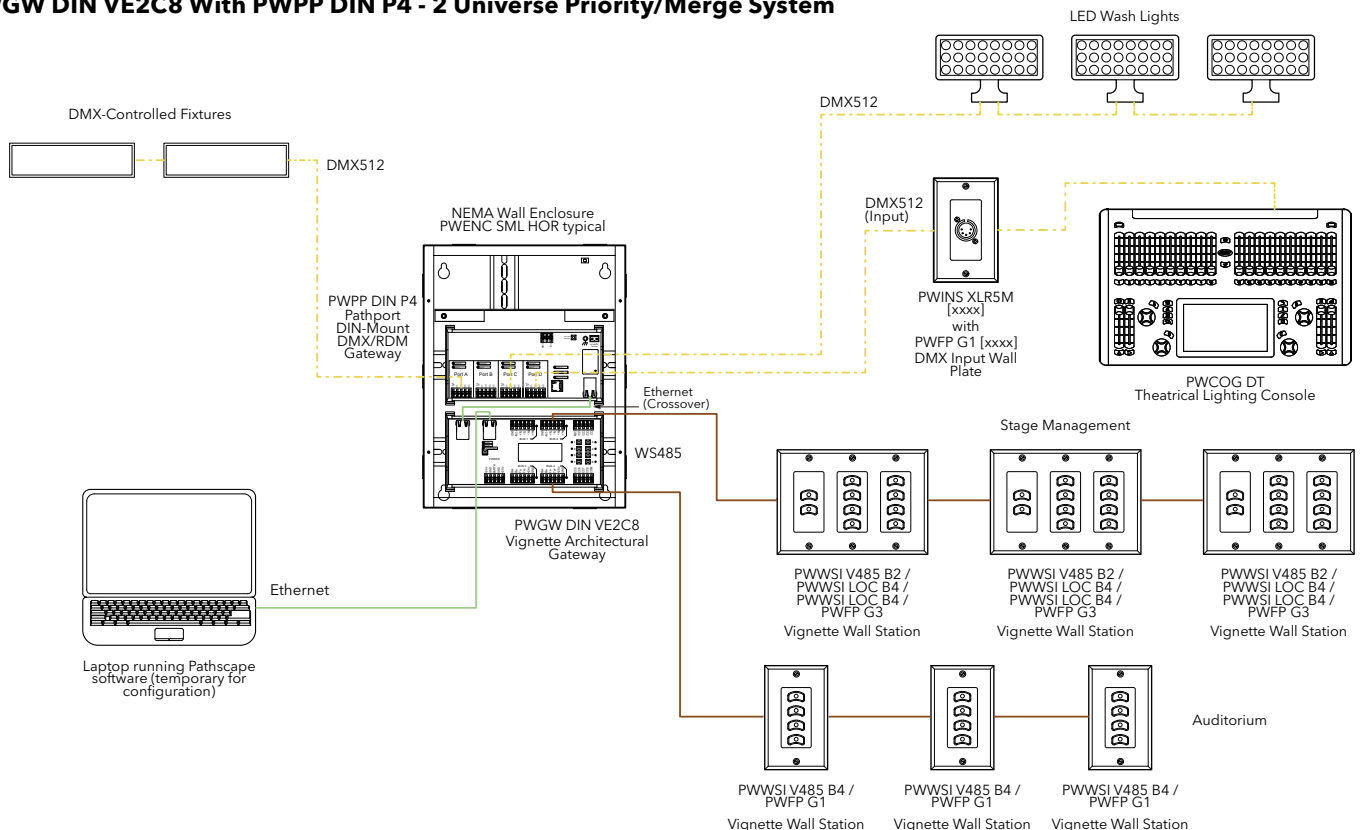 GW DIN VE2C8 With PWPP DIN P4 - 2 Universe Priority/Merge System
LED Wash Lights
DMX512
DMX-Controlled Fixtures
DMX512
NEMA Wall Enclosure
PWENC SML HOR typical
DMX512
(Input)
PWPP DIN P4
Pathport
DIN-Mount
DMX/RDM
Gateway
Port A
Port B
Port C
Port D
PWINS XLR5M
[xxxx]
with
PWFP G1 [xxxx]
DMX Input Wall
Plate
PWCOG DT
Theatrical Lighting Console
Ethernet
(Crossover)
WS485
Stage Management
PWGW DIN VE2C8
Vignette Architectural
Gateway
Ethernet
Laptop running Pathscape
software (temporary for
configuration)
PWWSI V485 B2 /
PWWSI LOC B4 /
PWWSI LOC B4 /
PWFP G3
Vignette Wall Station
PWWSI V485 B2 /
PWWSI LOC B4 /
PWWSI LOC B4 /
PWFP G3
Vignette Wall Station
PWWSI V485 B2 /
PWWSI LOC B4 /
PWWSI LOC B4 /
PWFP G3
Vignette Wall Station
Auditorium
PWWSI V485 B4 /
PWFP G1
Vignette Wall Station
PWWSI V485 B4 /
PWFP G1
Vignette Wall Station
PWWSI V485 B4 /
PWFP G1
Vignette Wall Station